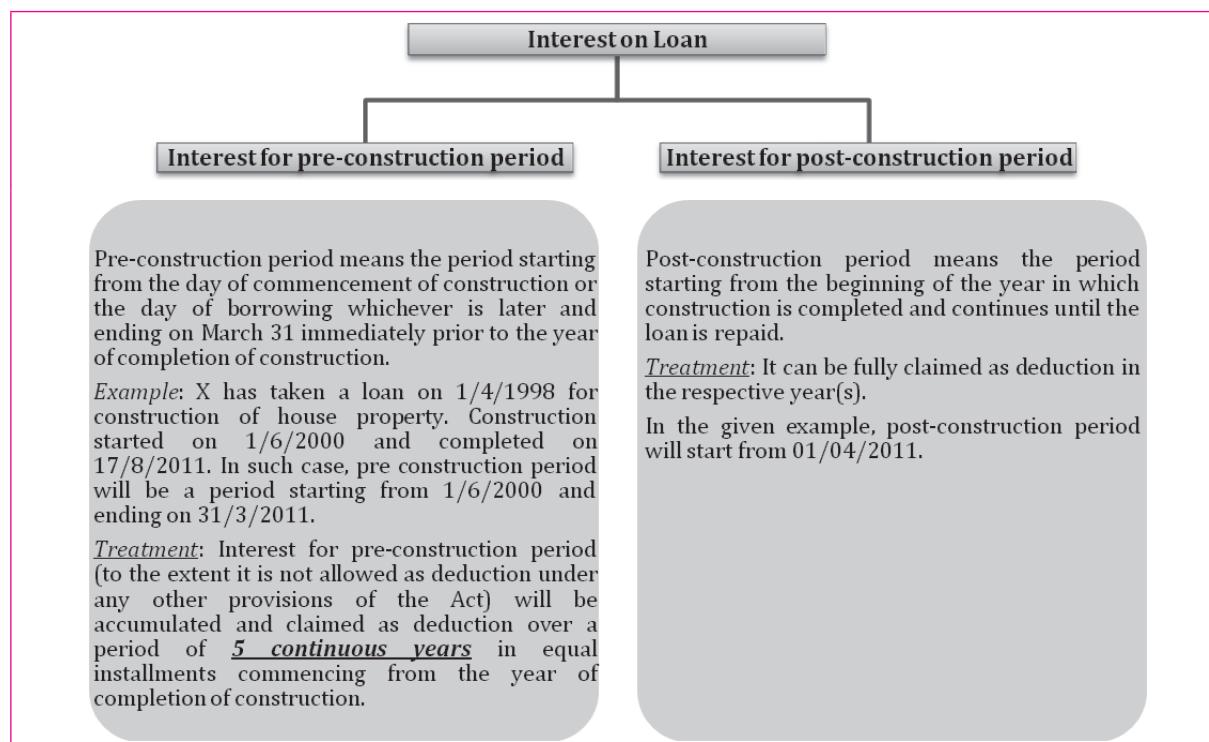 Interest on Loan
Interest for pre-construction period
Interest for post-construction period
Pre-construction period means the period starting
from the day of commencement of construction or
the day of borrowing whichever is later and
ending on March 31 immediately prior to the year
of completion of construction.
Example: X has taken a loan on 1/4/1998 for
construction of house property. Construction
started on 1/6/2000 and completed on
17/8/2011. In such case, pre construction period
will be a period starting from 1/6/2000 and
ending on 31/3/2011.
Treatment: Interest for pre-construction period
(to the extent it is not allowed as deduction under
any other provisions of the Act) will be
accumulated and claimed as deduction over a
period of 5 continuous years in equal
installments commencing from the year of
completion of construction.
Post-construction period means the period
starting from the beginning of the year in which
construction is completed and continues until the
loan is repaid.
Treatment: It can be fully claimed as deduction in
the respective year(s).
In the given example, post-construction period
will start from 01/04/2011.